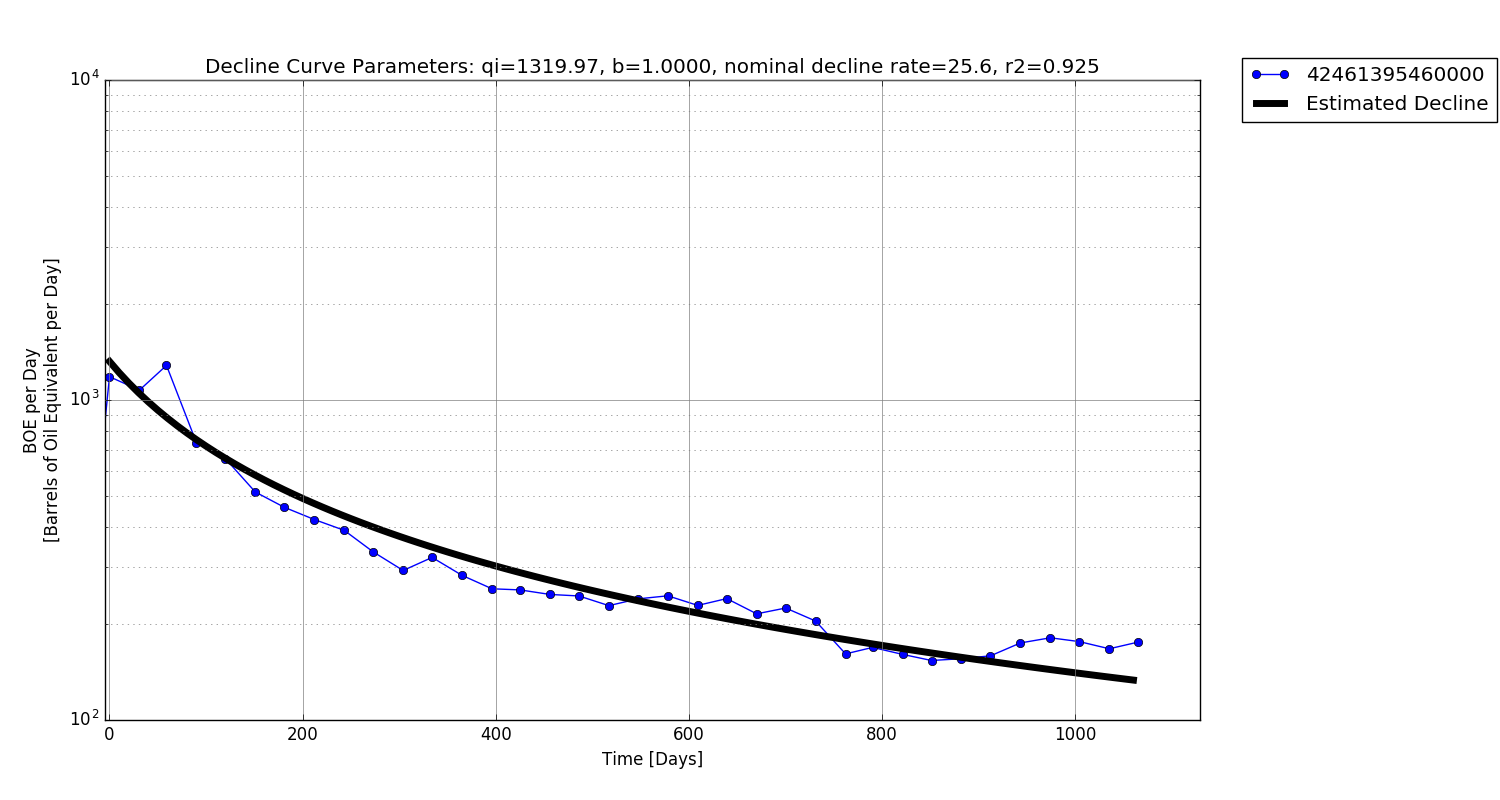 Decline Curve Parameters: qi=1319.97, b=1.0000, nominal decline rate=25.6, r2=0.925
42461395460000
Estimated Decline
10^4
10^3
10^2
BOE per Day
[Barrels of Oil Equivalent per Day]
0 200 400 600 800 1000
Time [Days]